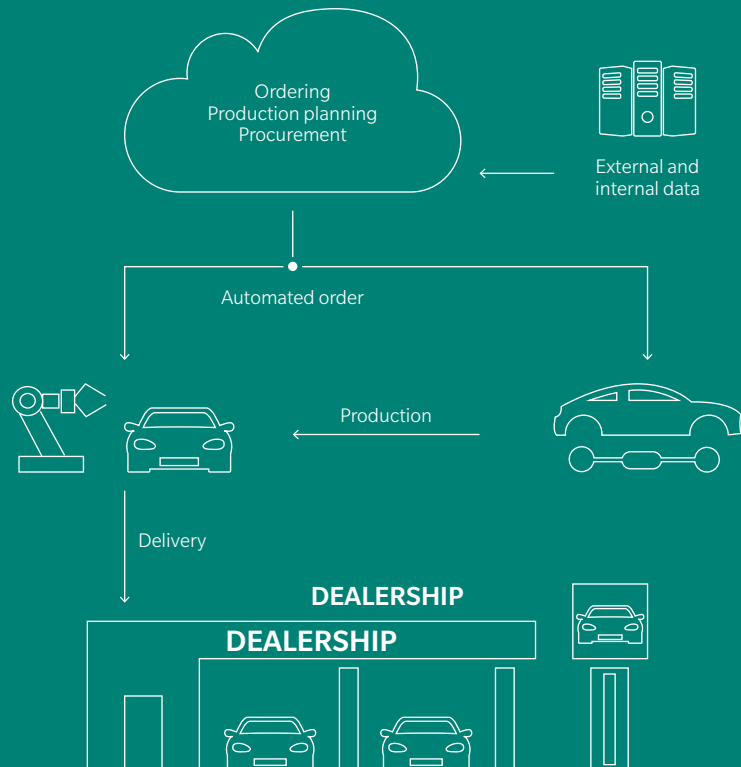 Ordering
Production planning
Procurement
External and
internal data
Automated order
Production
Delivery
DEALERSHIP
DEALERSHIP